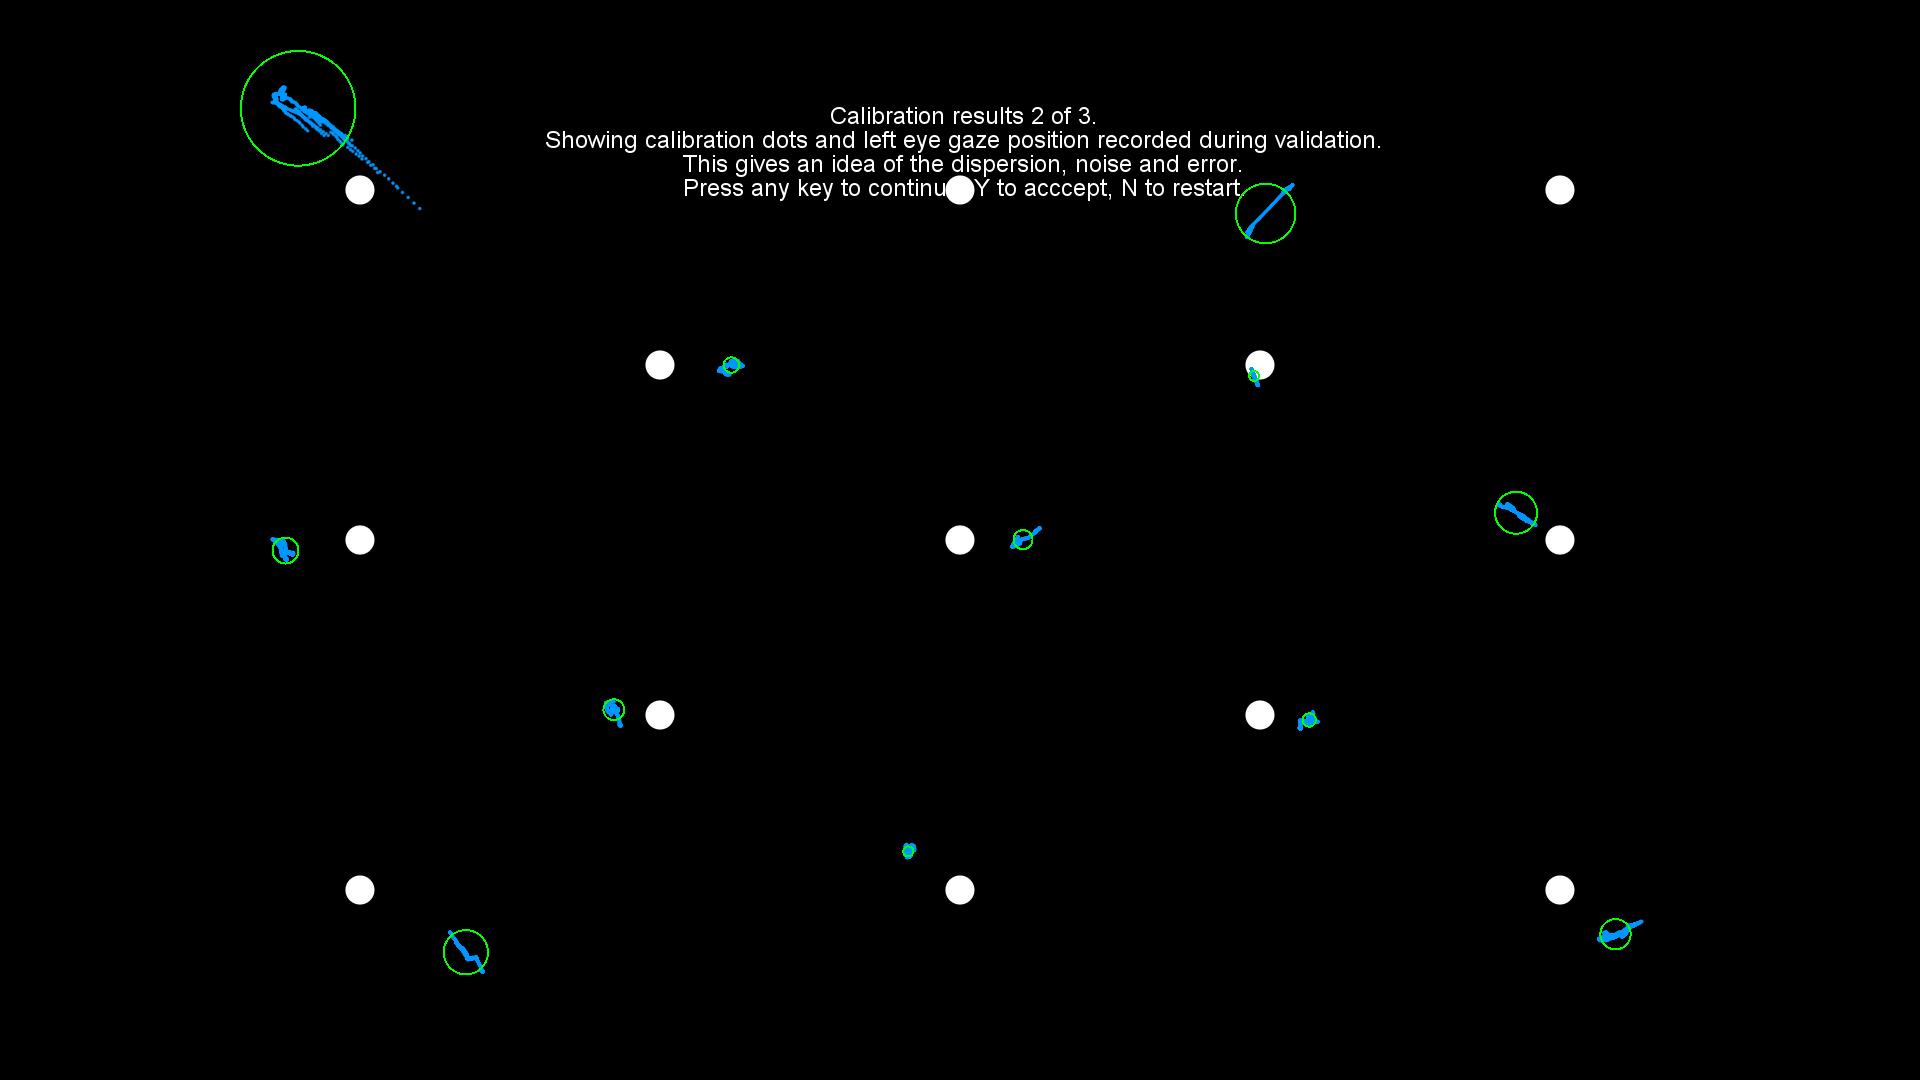 Calibration results 2 of 3.
Showing calibration dots and left eye gaze position recorded during validation.
This gives an idea of the dispersion, noise and error.
Press any key to continu Y to acccept, N to restart.